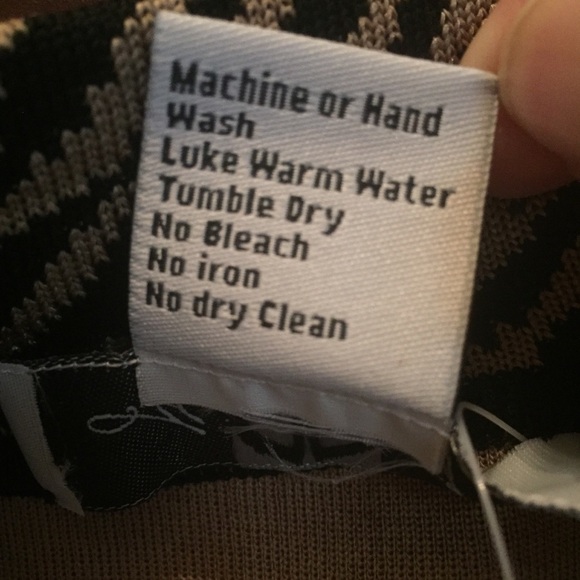 Machine or Hand
Wash
Luke Warm Water
Tumble Dry
No Bleach
No iron
No dry Clean